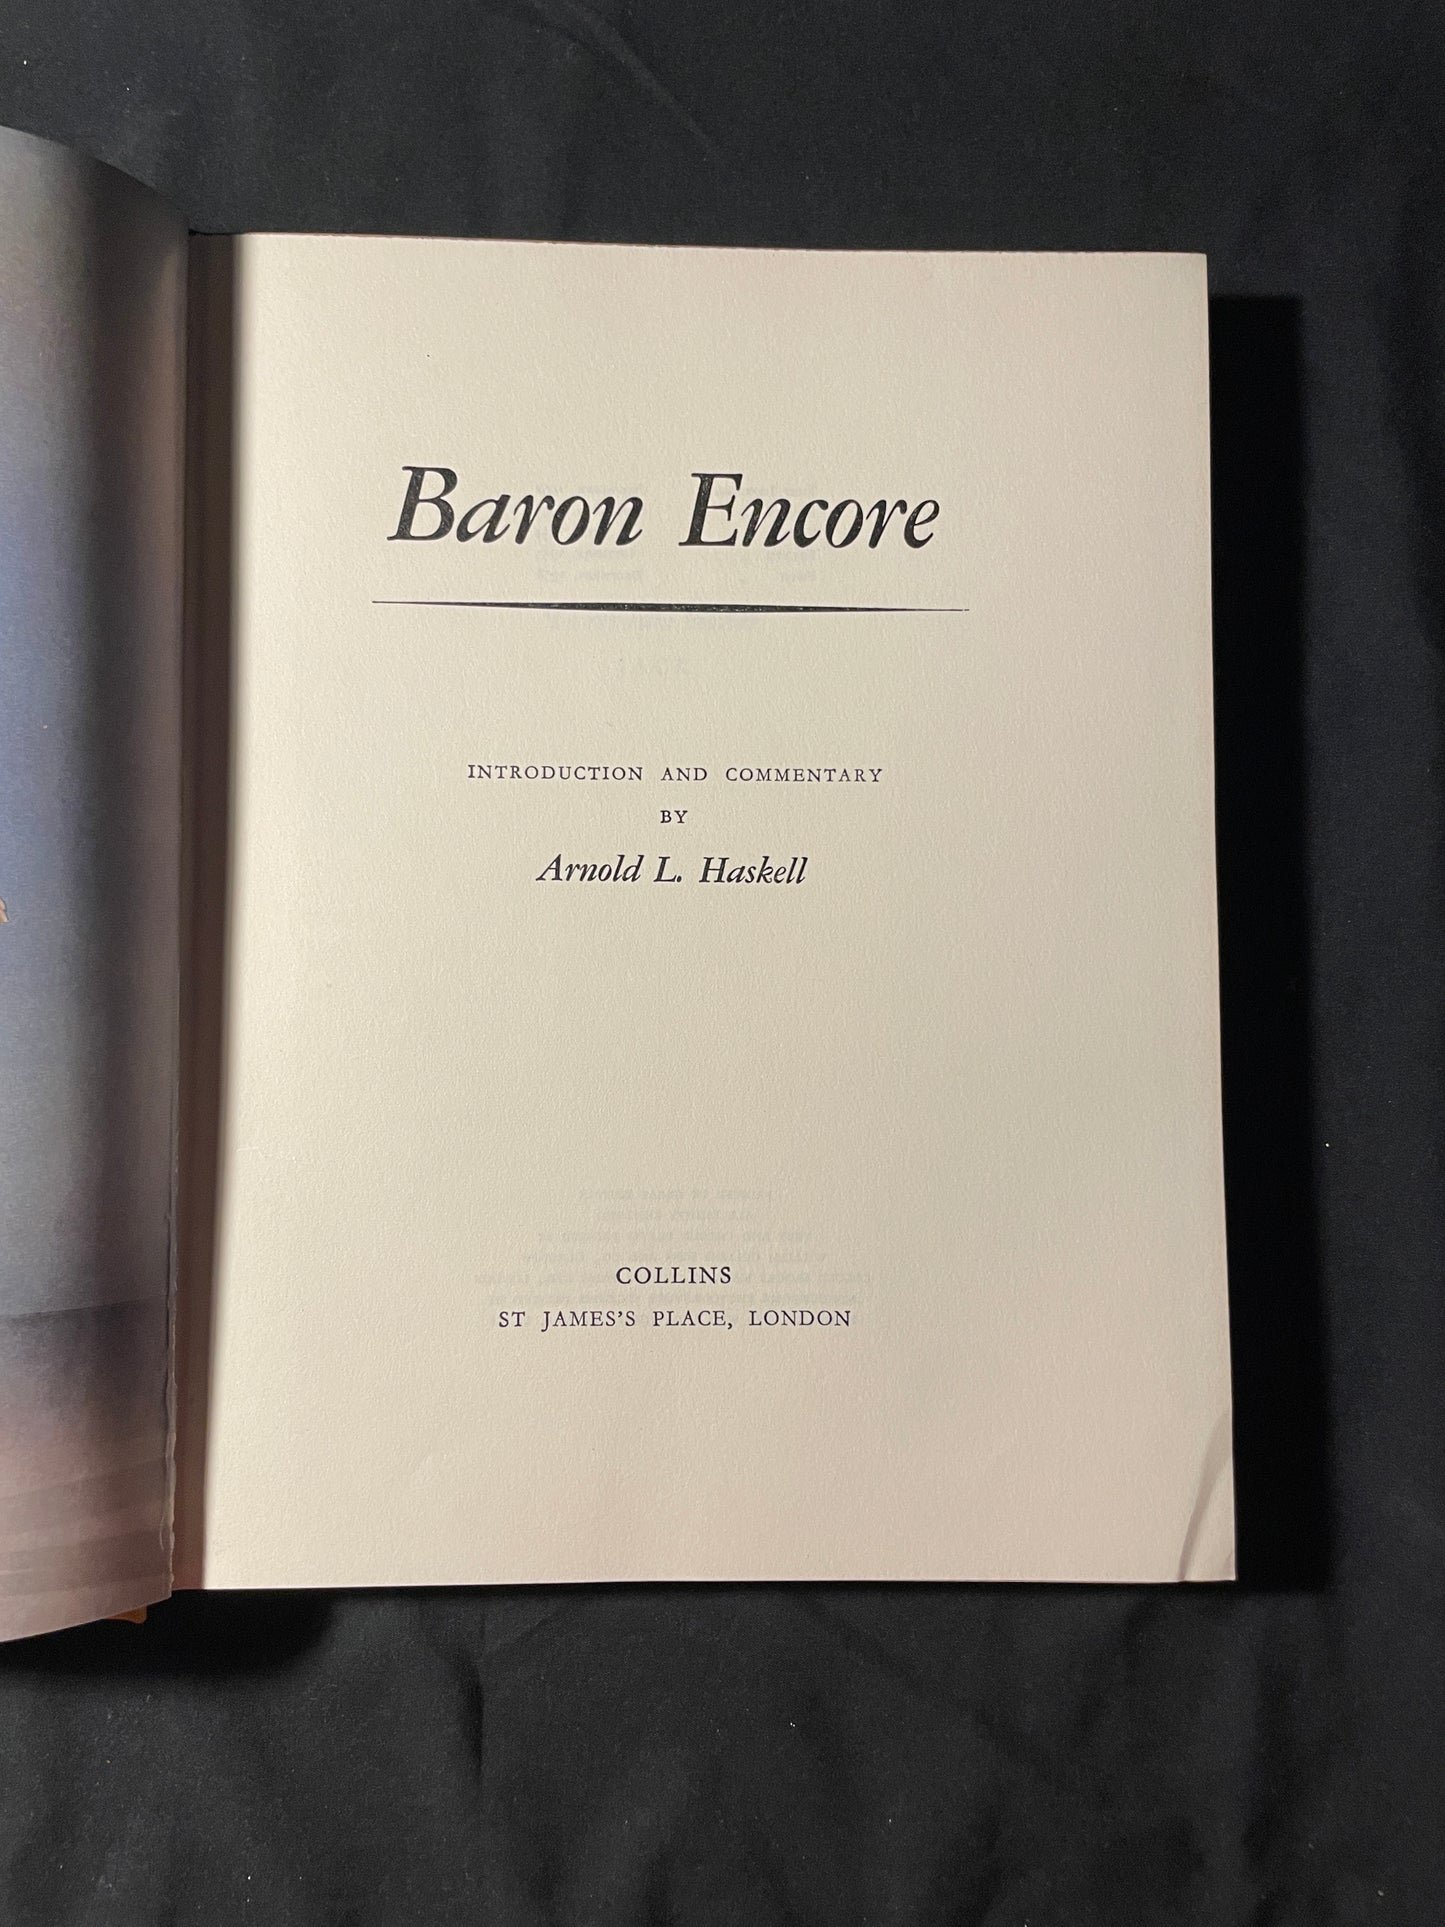 Baron Encore
INTRODUCTION AND COMMENTARY
BY
Arnold L. Haskell
COLLINS
ST JAMES'S PLACE, LONDON